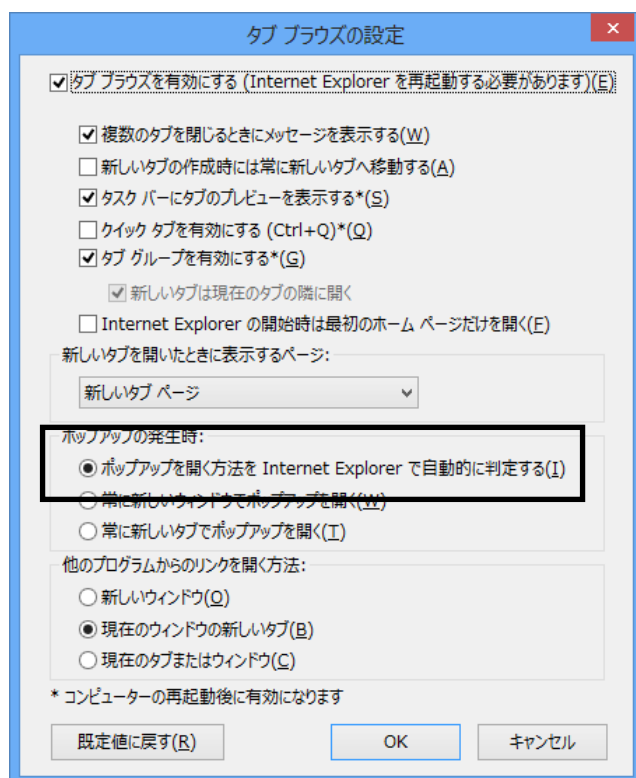 タブ ブラウズの設定
タブ ブラウズを有効にする (Internet Explorer を再起動する必要があります)(E)
複数のタブを閉じるときにメッセージを表示する(W)
新しいタブの作成時には常に新しいタブへ移動する(A)
タスク バーにタブのプレビューを表示する*(S)
クイック タブを有効にする (Ctrl+Q)*(Q)
タブ グループを有効にする*(G)
新しいタブは現在のタブの隣に開く
Internet Explorer の開始時は最初のホーム ページだけを開く(F)
新しいタブを開いたときに表示するページ:
新しいタブ ページ
ポップアップの発生時:
ポップアップを開く方法を Internet Explorer で自動的に判定する(I)
常に新しいウィンドウでポップアップを開く(W)
常に新しいタブでポップアップを開く(T)
他のプログラムからのリンクを開く方法:
新しいウィンドウ(O)
現在のウィンドウの新しいタブ(B)
現在のタブまたはウィンドウ(C)
* コンピューターの再起動後に有効になります
既定値に戻す(R)
OK
キャンセル